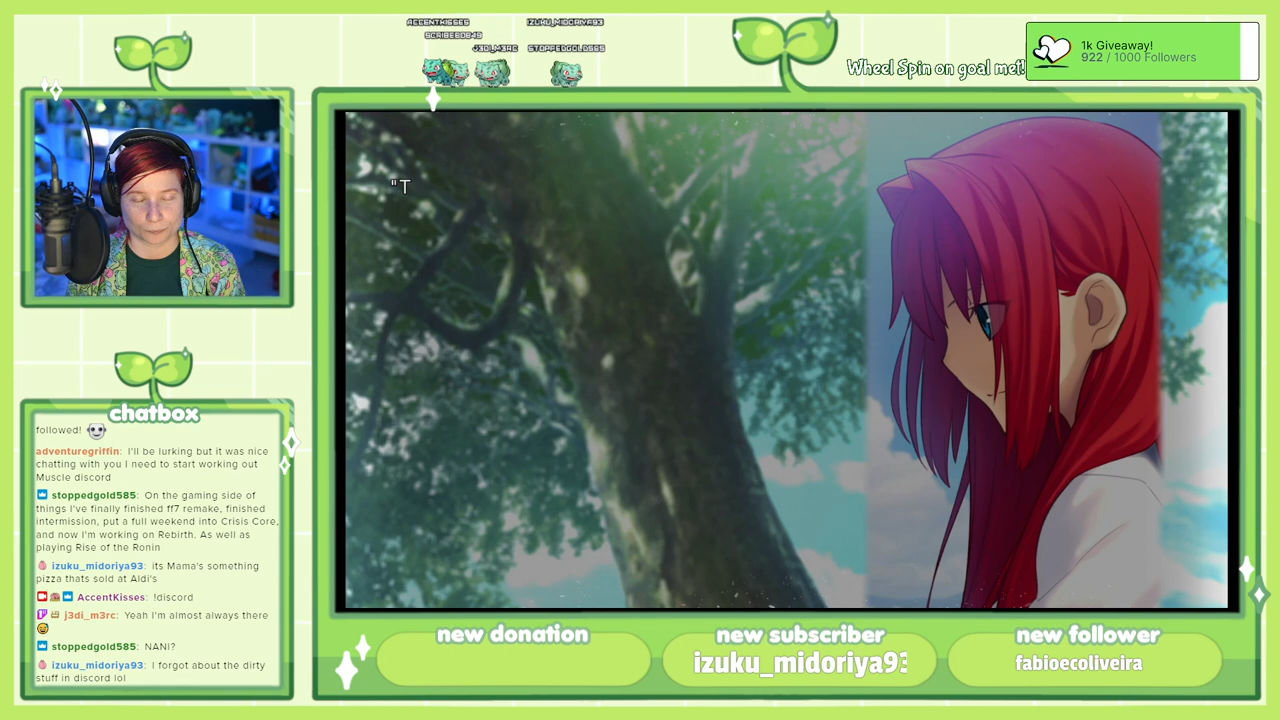 ACCENTKISSES
IZUKU_MIDORIYA93
SCRIBE80849
J3DI_M3RC STOPPEDGOLD585
Wheel Spin on goal met!
1k Giveaway!
922 / 1000 Followers
"T
chatbox
followed!
adventuregriffin: I'll be lurking but it was nice
chatting with you I need to start working out
Muscle discord
stoppedgold585: On the gaming side of
things I've finally finished ff7 remake, finished
intermission, put a full weekend into Crisis Core,
and now I'm working on Rebirth. As well as
playing Rise of the Ronin
izuku_midoriya93: its Mama's something
pizza thats sold at Aldi's
AccentKisses: !discord
j3di_m3rc: Yeah I'm almost always there
stoppedgold585: NANI?
izuku_midoriya93: I forgot about the dirty
stuff in discord lol
new donation
new subscriber
izuku_midoriya93
new follower
fabioecoliveira